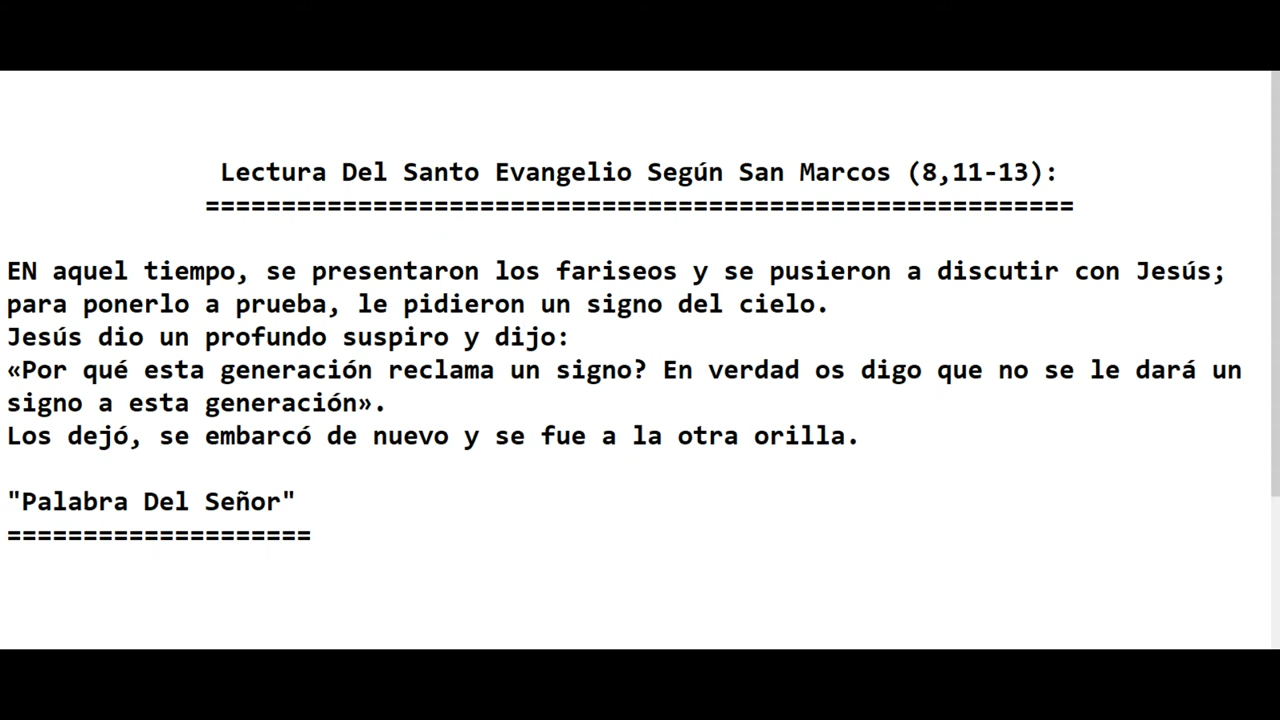 Lectura Del Santo Evangelio Según San Marcos (8,11-13):
=========================================================
EN aquel tiempo, se presentaron los fariseos y se pusieron a discutir con Jesús;
para ponerlo a prueba, le pidieron un signo del cielo.
Jesús dio un profundo suspiro y dijo:
«Por qué esta generación reclama un signo? En verdad os digo que no se le dará un
signo a esta generación».
Los dejó, se embarcó de nuevo y se fue a la otra orilla.
"Palabra Del Señor"
====================